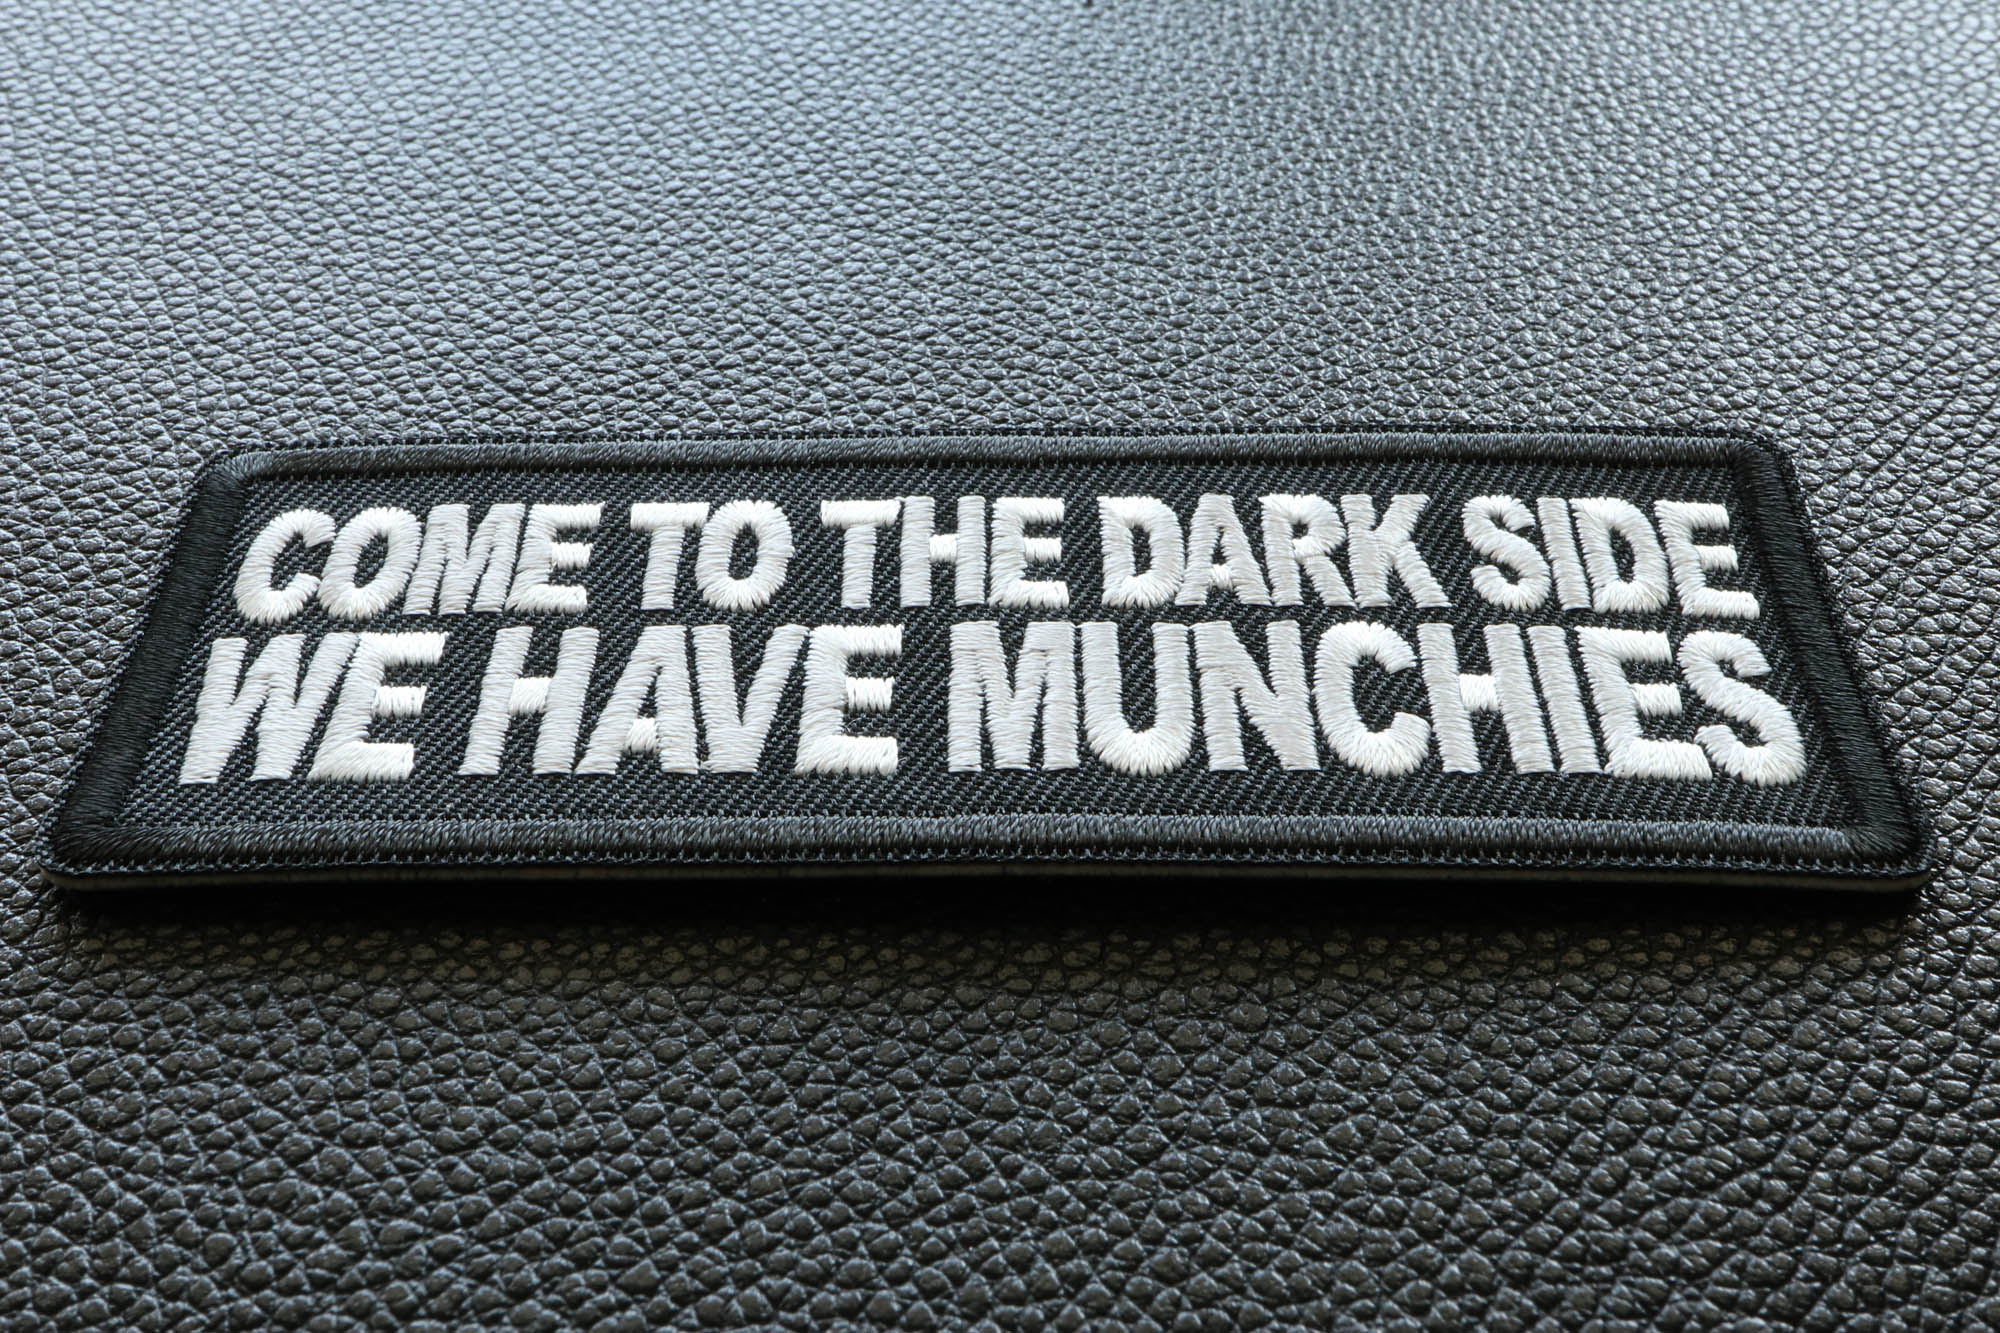 COME TO THE DARK SIDE
WE HAVE MUNCHIES